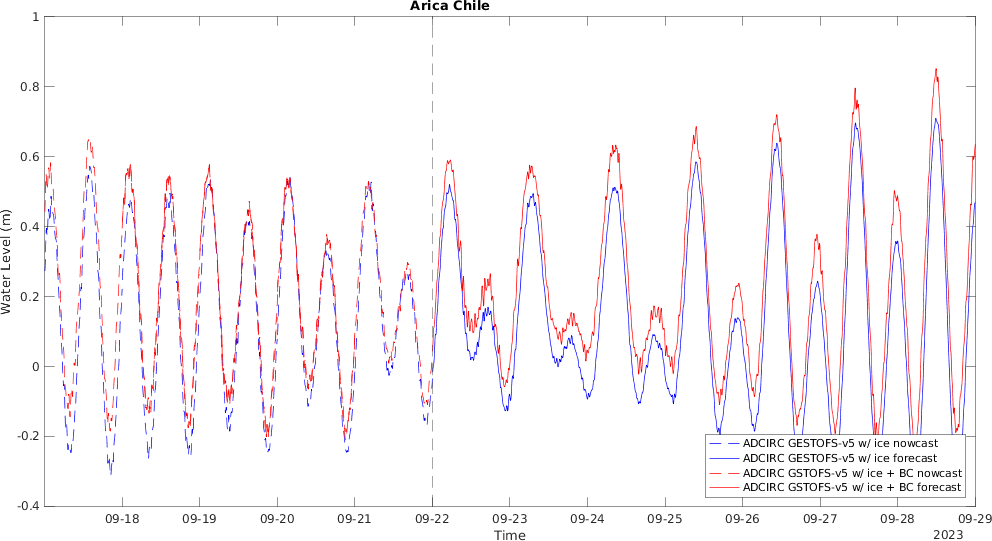 Arica Chile
1
0.8
0.6
0.4
0.2
0
-0.2
-0.4
Water Level (m)
ADCIRC GESTOFS-v5 w/ ice nowcast
ADCIRC GESTOFS-v5 w/ ice forecast
ADCIRC GSTOFS-v5 w/ ice + BC nowcast
ADCIRC GSTOFS-v5 w/ ice + BC forecast
09-18 09-19 09-20 09-21 09-22 09-23 09-24 09-25 09-26 09-27 09-28 09-29
Time
2023